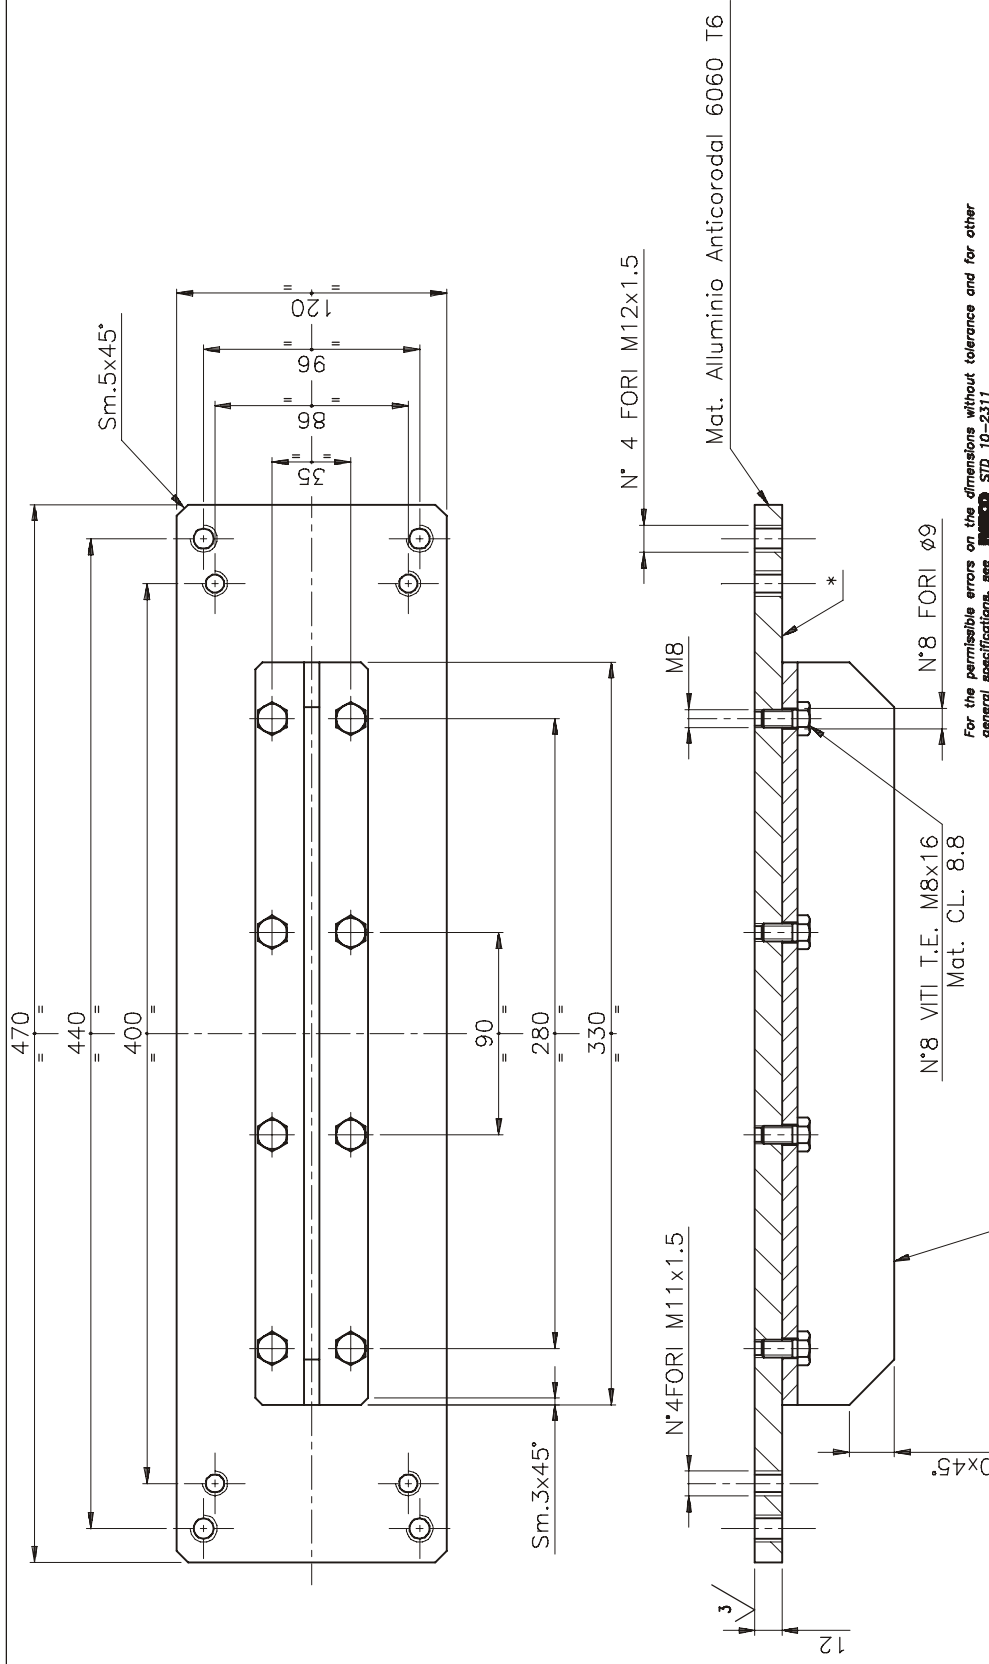 Sm.5x45°
470
= =
440
= =
400
= =
120
= =
96
= =
86
= =
35
= =
90
= =
280
= =
330
= =
Sm.3x45°
N° 4 FORI M12x1.5
Mat. Alluminio Anticorodal 6060 T6
M8
*
N°4FORI M11x1.5
N°8 FORI ø9
N°8 VITI T.E. M8x16
Mat. CL. 8.8
0x45°
3
12
For the permissible errors on the dimensions without tolerance and for other
general specifications, see STD 10-2311